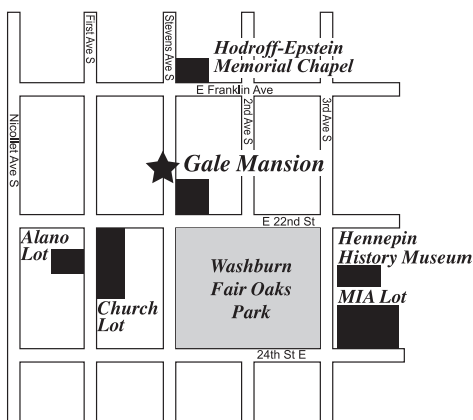 First Ave S
Stevens Ave S
Hodroff-Epstein
Memorial Chapel
E Franklin Ave
Nicollet Ave S
2nd Ave S
3rd Ave S
Gale Mansion
E 22nd St
Alano
Lot
Church
Lot
Washburn
Fair Oaks
Park
Hennepin
History Museum
MIA Lot
24th St E